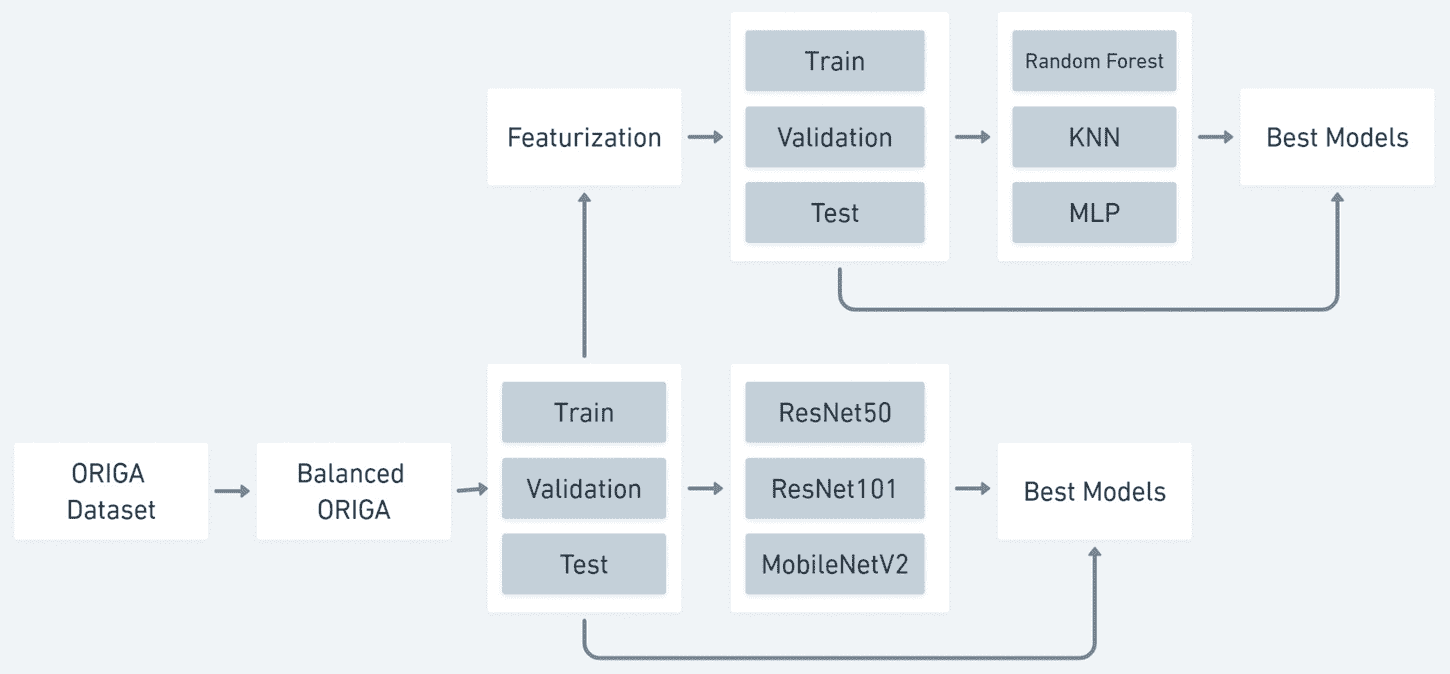 Train
Random Forest
Featurization
Validation
KNN
Best Models
Test
MLP
Train
ResNet50
ORIGA
Dataset
Balanced
ORIGA
Validation
ResNet101
Best Models
Test
MobileNetV2